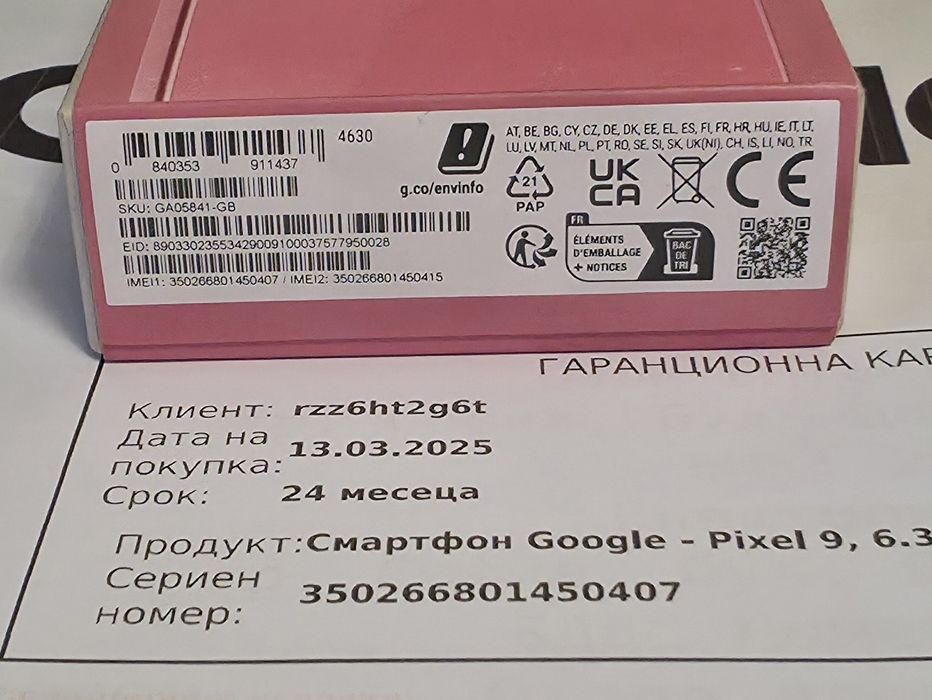 4630
0 840353 911437
SKU: GA05841-GB
EID: 89033023553429009100037577950028
IMEI1: 350266801450407 / IMEI2: 350266801450415
g.co/envinfo
AT, BE, BG, CY, CZ, DE, DK, EE, EL, ES, FI, FR, HR, HU, IE, IT, LT,
LU, LV, MT, NL, PL, PT, RO, SE, SI, SK, UK(NI), CH, IS, LI, NO, TR
21
PAP
UK
CA
CE
FR
ÉLÉMENTS
D'EMBALLAGE
+ NOTICES
BAC
DE
TRI
ГАРАНЦИОННА
Клиент: rzz6ht2g6t
Дата на
покупка: 13.03.2025
Срок: 24 месеца
Продукт: Смартфон Google - Pixel 9, 6.3
Сериен
номер: 350266801450407